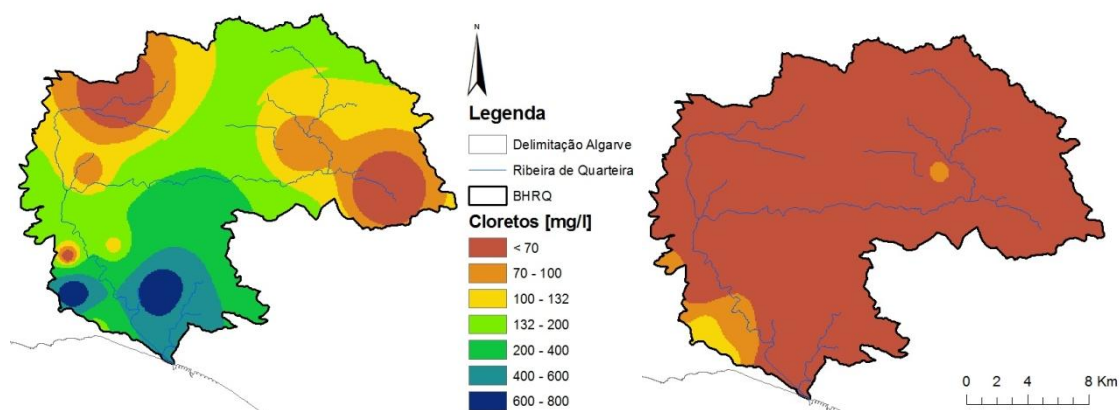 N
Legenda
Delimitação Algarve
Ribeira de Quarteira
BHRQ
Cloretos [mg/l]
< 70
70 - 100
100 - 132
132 - 200
200 - 400
400 - 600
600 - 800
0 2 4 8 Km